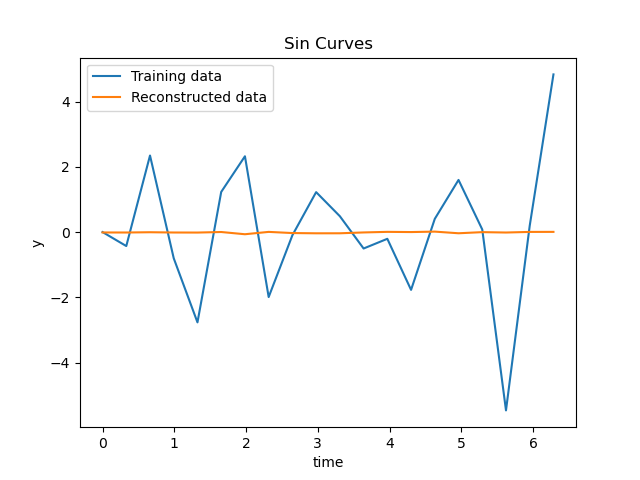 Sin Curves
Training data
Reconstructed data
4
2
0
−2
−4
y
0 1 2 3 4 5 6
time